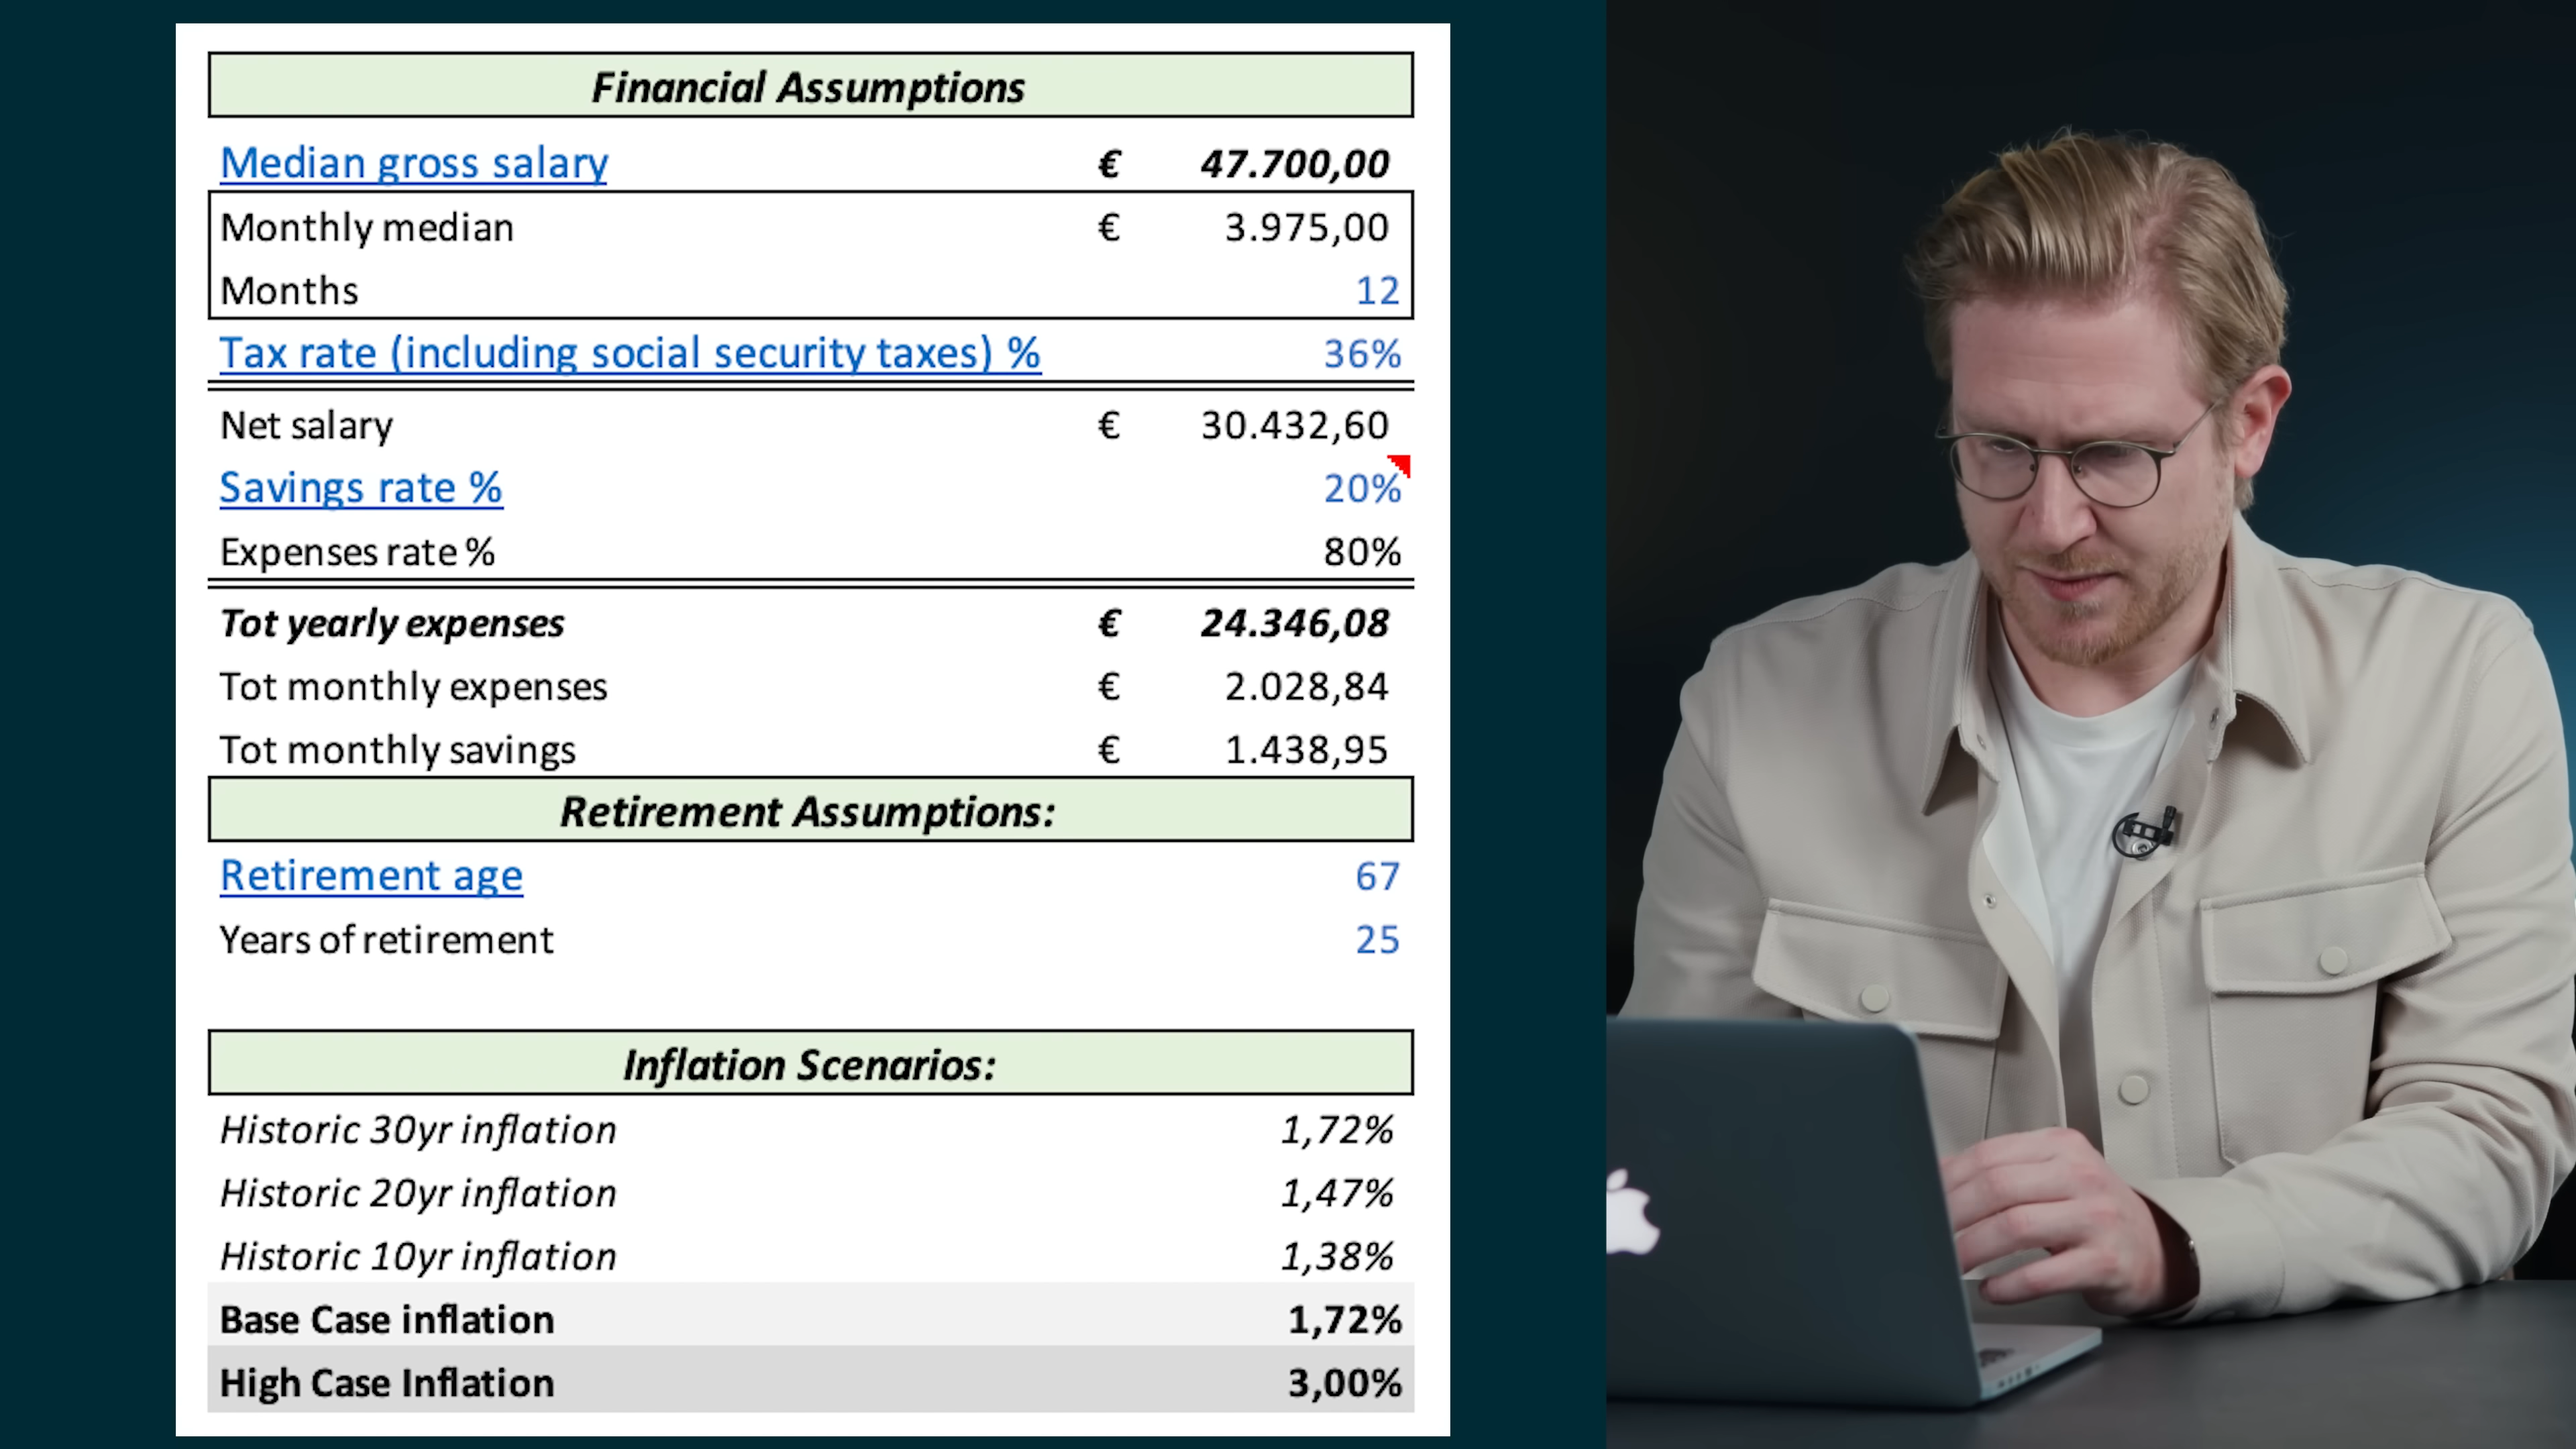 Financial Assumptions
Median gross salary € 47.700,00
Monthly median € 3.975,00
Months 12
Tax rate (including social security taxes) % 36%
Net salary € 30.432,60
Savings rate % 20%
Expenses rate % 80%
Tot yearly expenses € 24.346,08
Tot monthly expenses € 2.028,84
Tot monthly savings € 1.438,95
Retirement Assumptions:
Retirement age 67
Years of retirement 25
Inflation Scenarios:
Historic 30yr inflation 1,72%
Historic 20yr inflation 1,47%
Historic 10yr inflation 1,38%
Base Case inflation 1,72%
High Case Inflation 3,00%